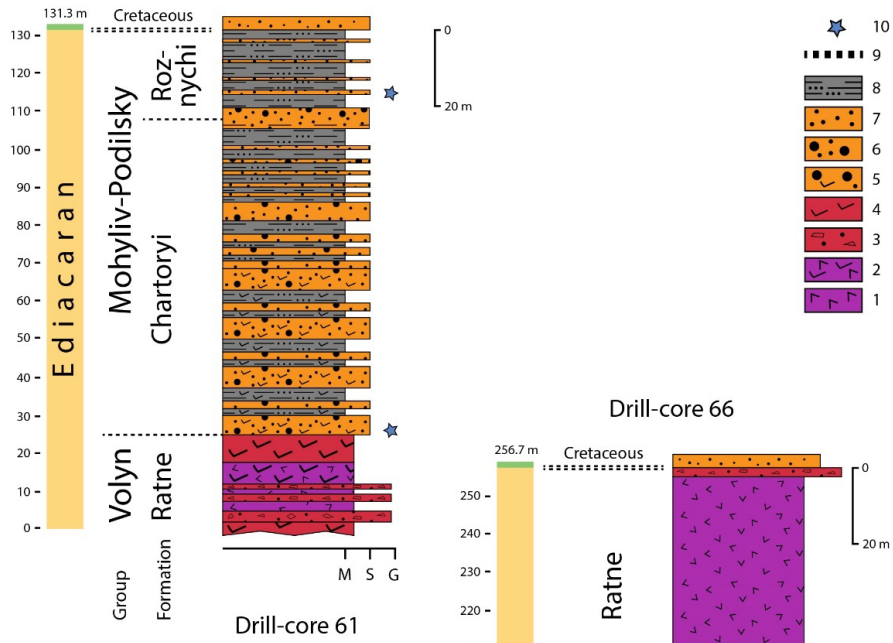 131.3 m
Cretaceous
130
120
110
100
90
80
70
60
50
40
30
20
10
0
Ediacaran
Mohyliv-Podilsky
Volyn
Group
Roz-
nychi
Chartoryi
Ratne
Formation
M S G
Drill-core 61
0
20 m
10
9
8
7
6
5
4
3
2
1
Drill-core 66
256.7 m
Cretaceous
250
240
230
220
Ratne
0
20 m